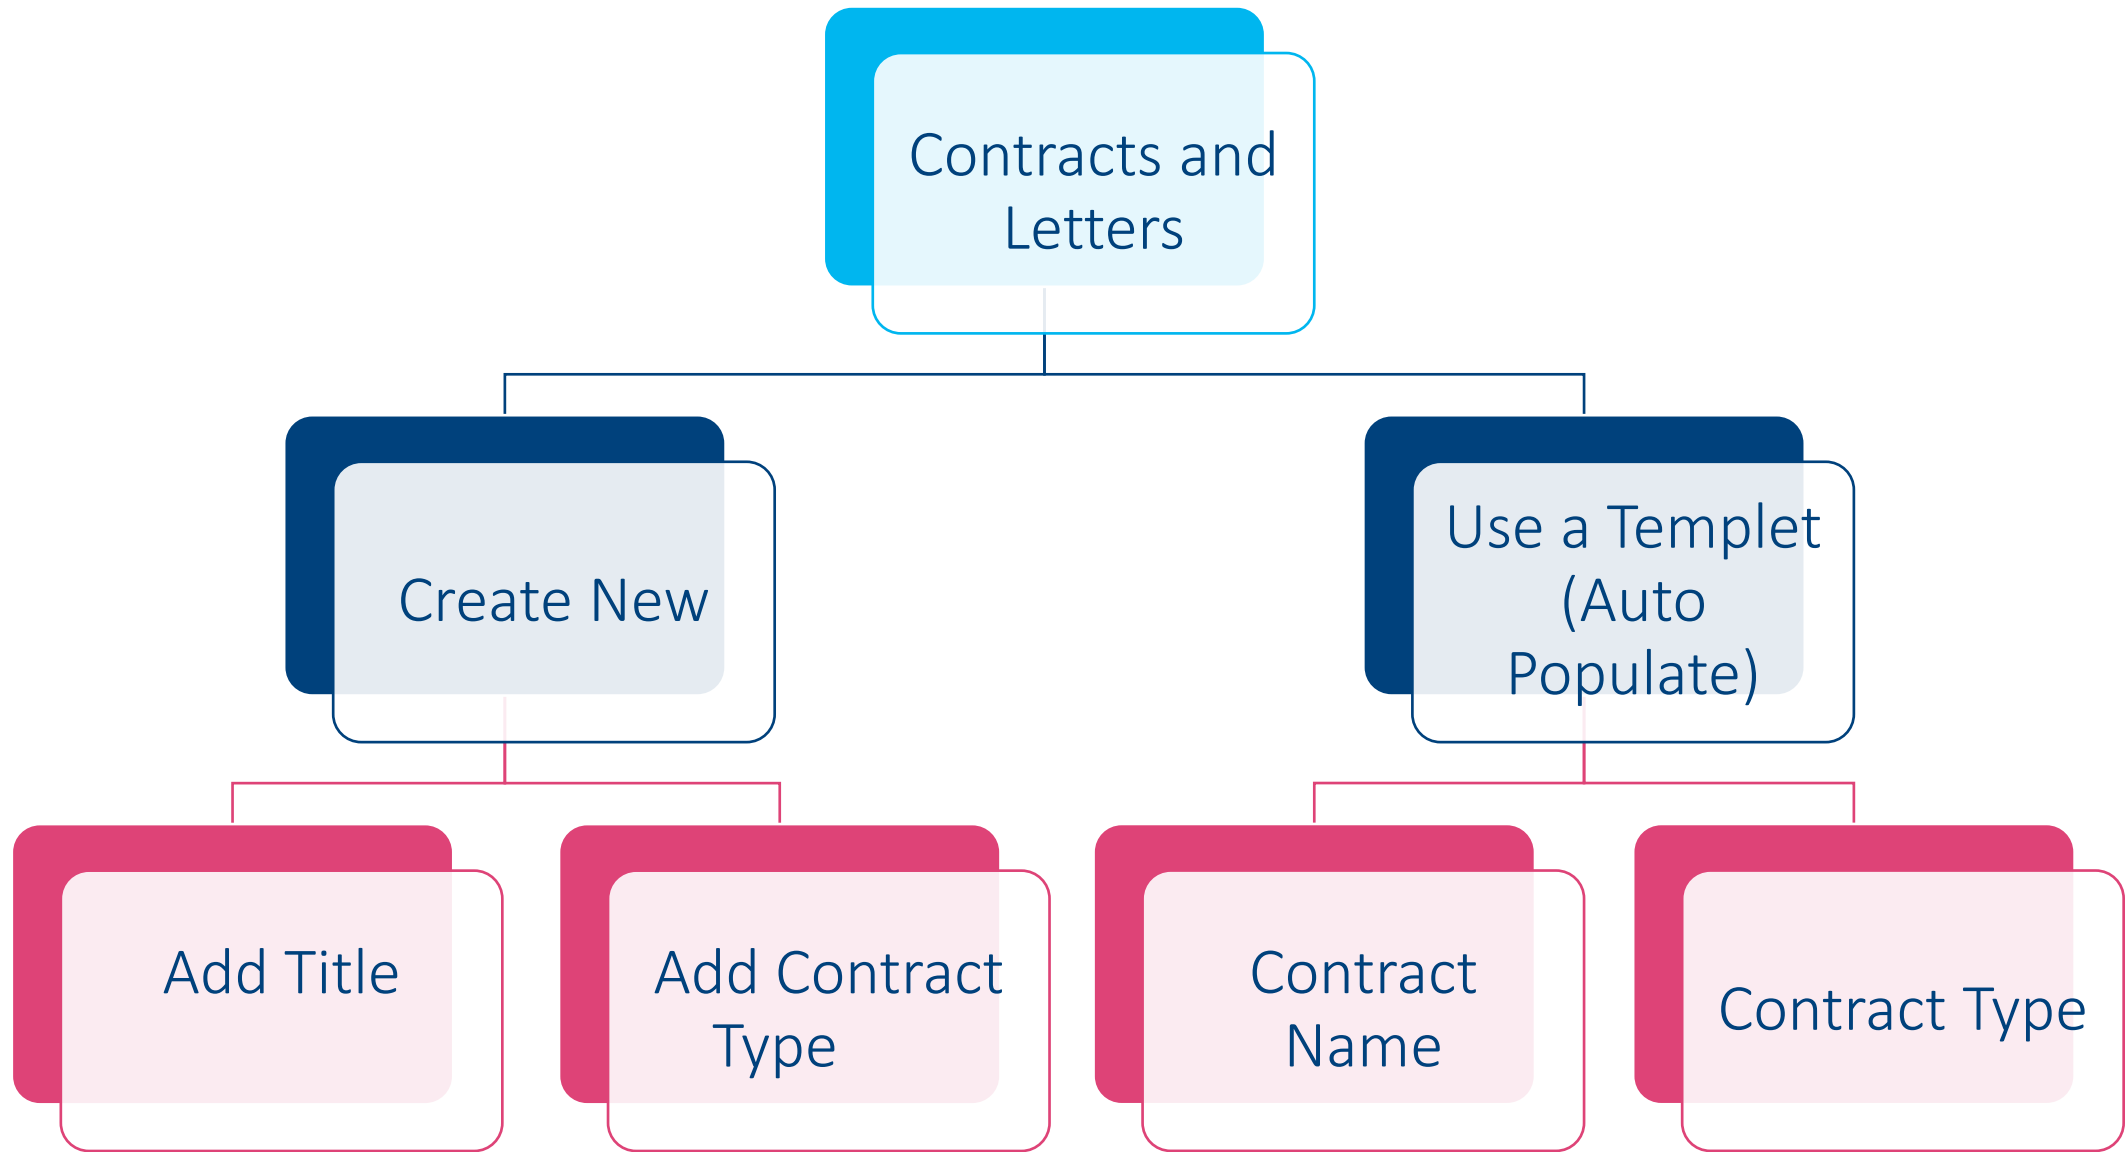 Contracts and
Letters
Create New
Use a Templet
(Auto
Populate)
Add Title
Add Contract
Type
Contract
Name
Contract Type